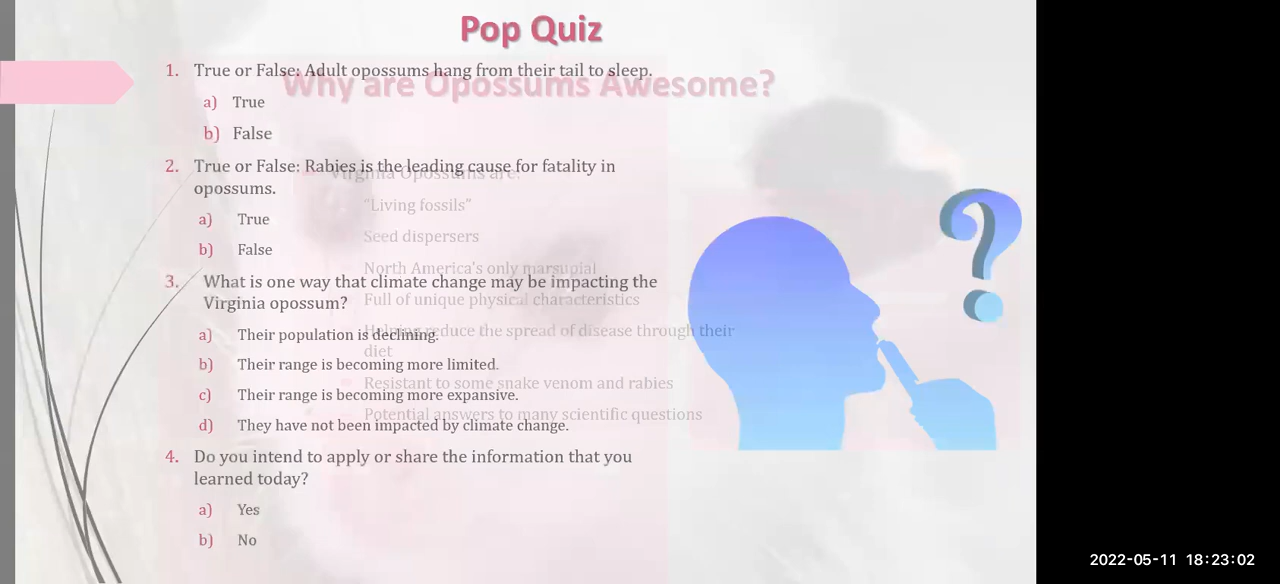 Pop Quiz
1. True or False: Adult opossums hang from their tail to sleep.
a) True
b) False
2. True or False: Rabies is the leading cause for fatality in
opossums.
a) True
b) False
3. What is one way that climate change may be impacting the
Virginia opossum?
a) Their population is declining.
b) Their range is becoming more limited.
c) Their range is becoming more expansive.
d) They have not been impacted by climate change.
4. Do you intend to apply or share the information that you
learned today?
a) Yes
b) No
Why are Opossums Awesome?
Virginia Opossums are:
"Living fossils"
Seed dispersers
North America's only marsupial
Full of unique physical characteristics
Helping reduce the spread of disease through their
diet
Resistant to some snake venom and rabies
Potential answers to many scientific questions
?
2022-05-11 18:23:02